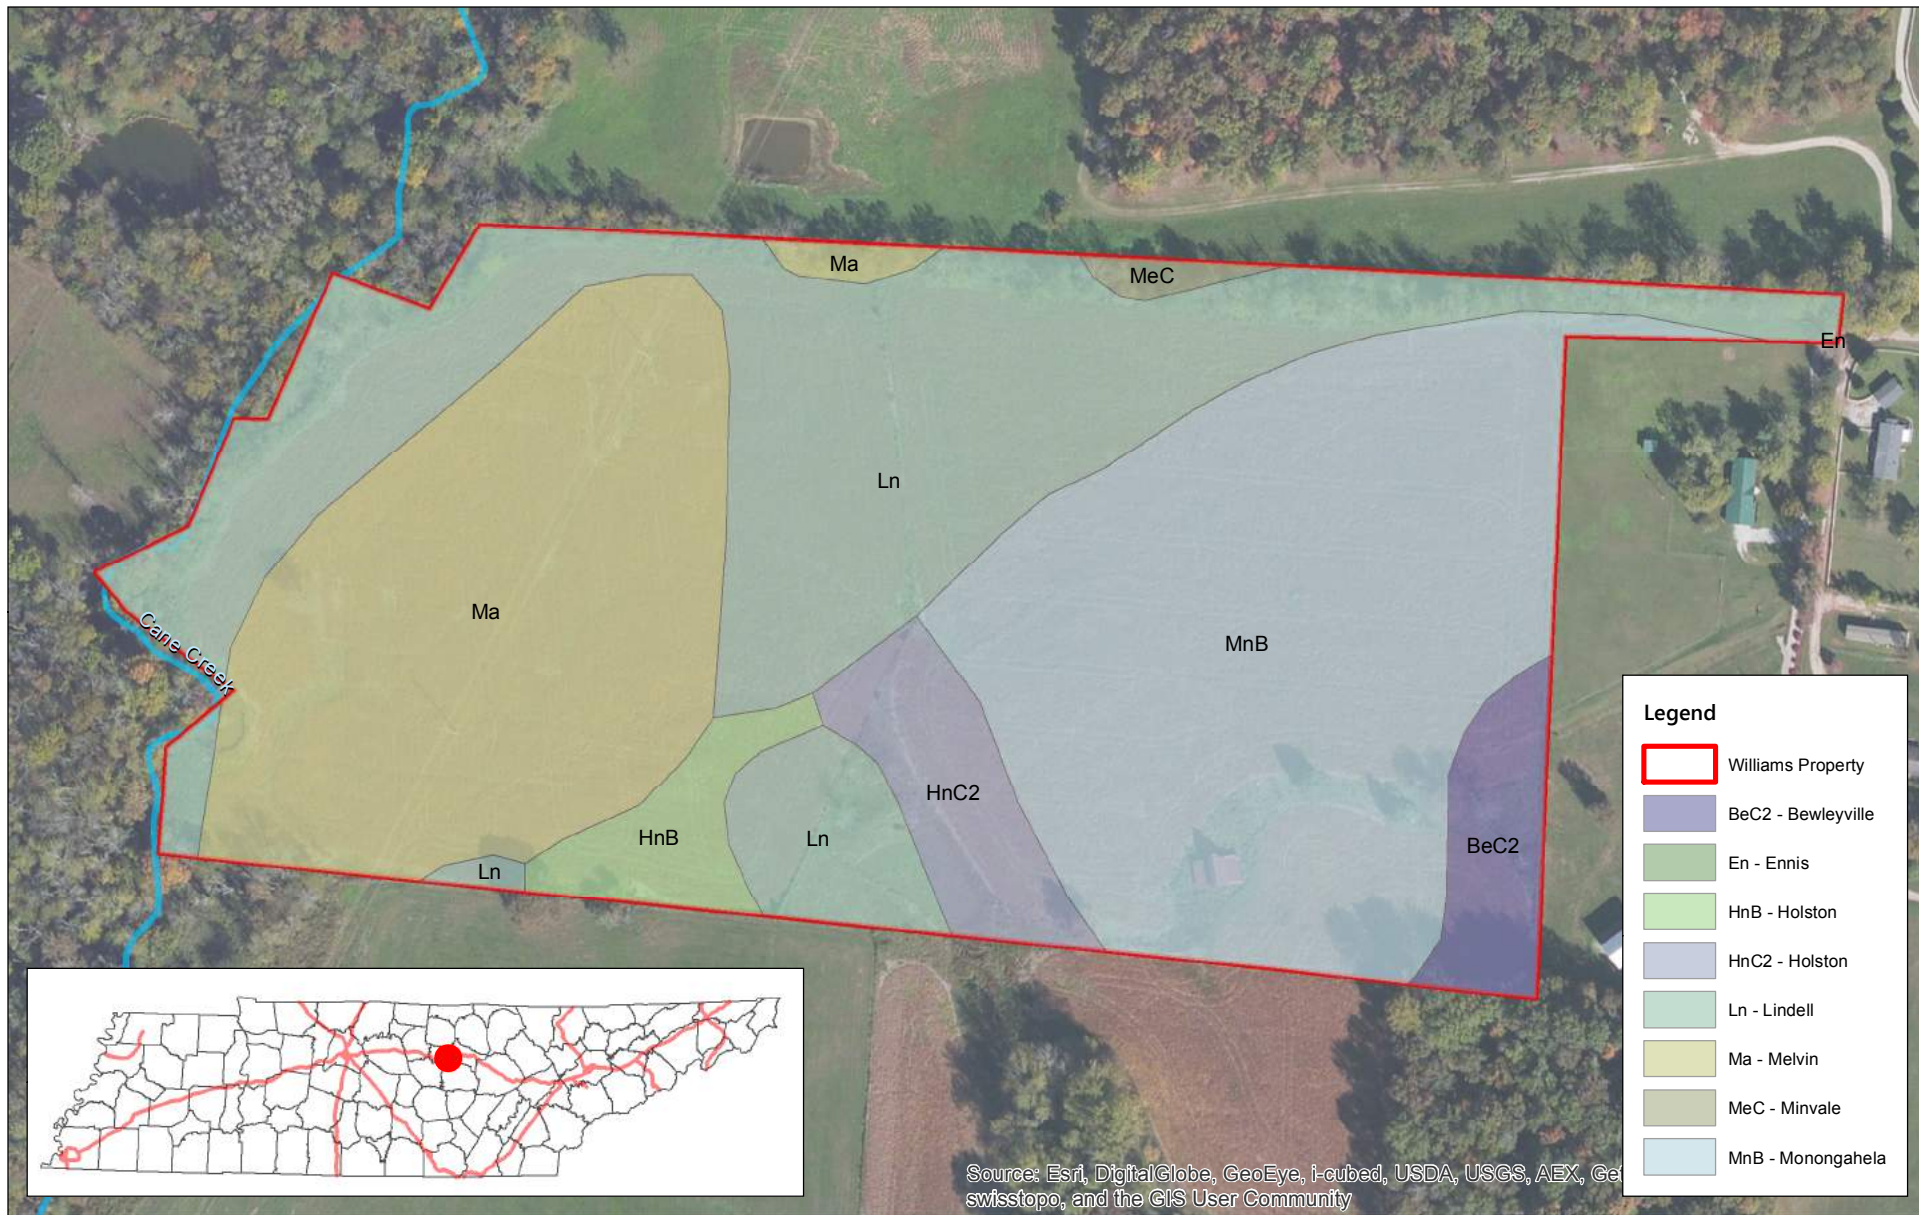 Ma
MeC
En
Ln
Ma
Cane Creek
MnB
HnC2
HnB
Ln
BeC2
Ln
Legend
Williams Property
BeC2 - Bewleyville
En - Ennis
HnB - Holston
HnC2 - Holston
Ln - Lindell
Ma - Melvin
MeC - Minvale
MnB - Monongahela
Source: Esri, DigitalGlobe, GeoEye, i-cubed, USDA, USGS, AEX,
swisstopo, and the GIS User Community